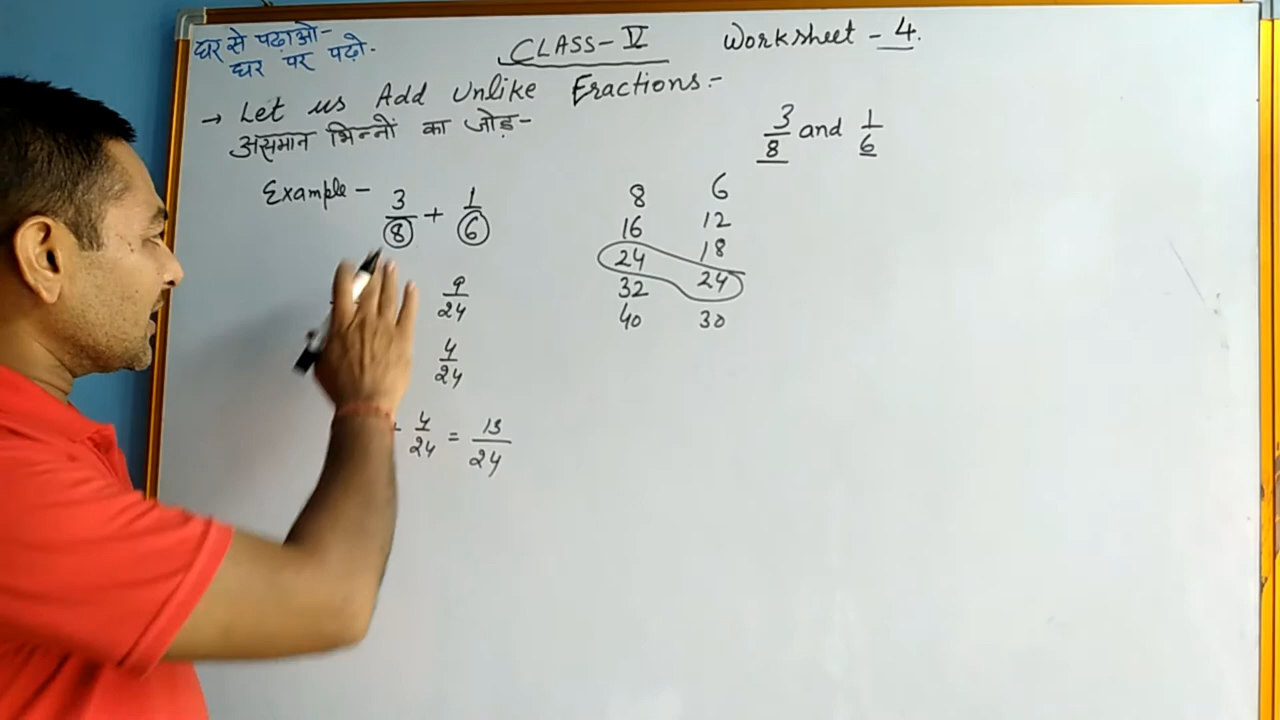 घर से पढ़ाओ-
घर पर पढ़ो.
CLASS-V Worksheet - 4.
→ Let us Add Unlike Fractions:-
असमान भिन्नों का जोड़-
3/8 and 1/6
Example - 3/8 + 1/6
8 6
16 12
24 18
32 24
40 30
9/24
4/24
+ 4/24 = 13/24